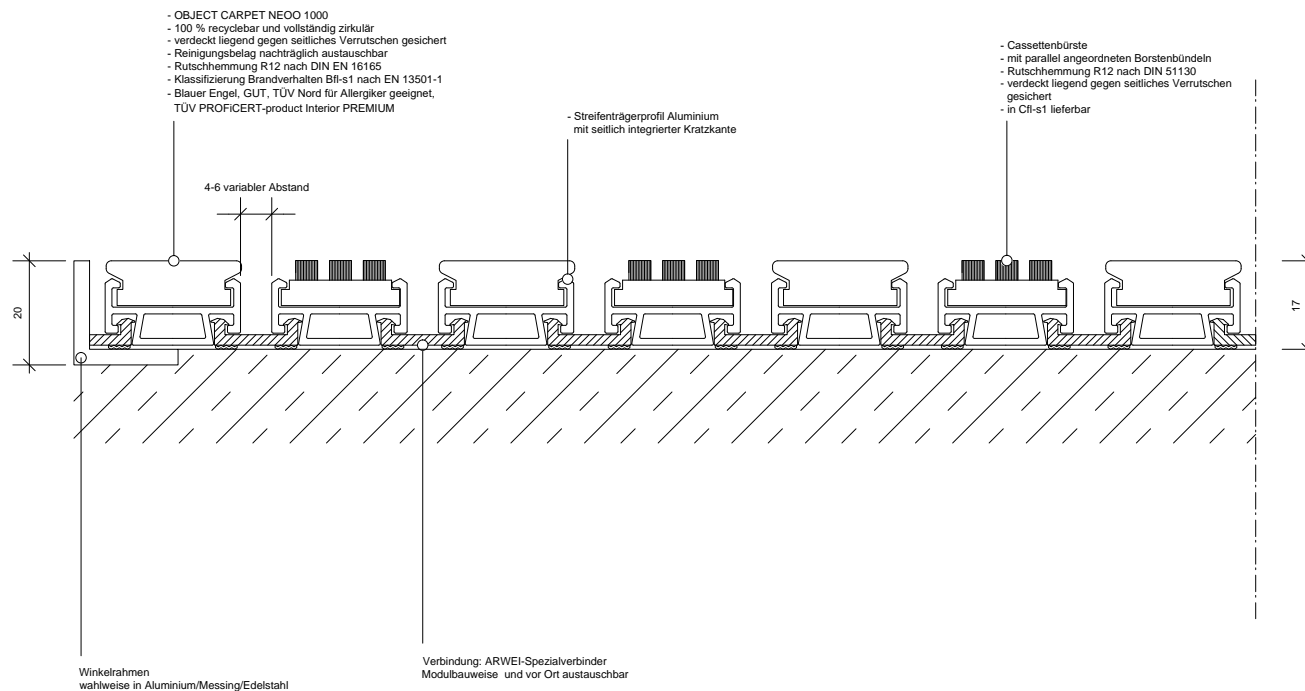 - OBJECT CARPET NEOO 1000
- 100 % recyclebar und vollständig zirkulär
- verdeckt liegend gegen seitliches Verrutschen gesichert
- Reinigungsbelag nachträglich austauschbar
- Rutschhemmung R12 nach DIN EN 16165
- Klassifizierung Brandverhalten Bfl-s1 nach EN 13501-1
- Blauer Engel, GUT, TÜV Nord für Allergiker geeignet,
TÜV PROFiCERT-product Interior PREMIUM
- Cassettenbürste
- mit parallel angeordneten Borstenbündeln
- Rutschhemmung R12 nach DIN 51130
- verdeckt liegend gegen seitliches Verrutschen
gesichert
- in Cfl-s1 lieferbar
- Streifenträgerprofil Aluminium
mit seitlich integrierter Kratzkante
4-6 variabler Abstand
20
17
Winkelrahmen
wahlweise in Aluminium/Messing/Edelstahl
Verbindung: ARWEI-Spezialverbinder
Modulbauweise und vor Ort austauschbar